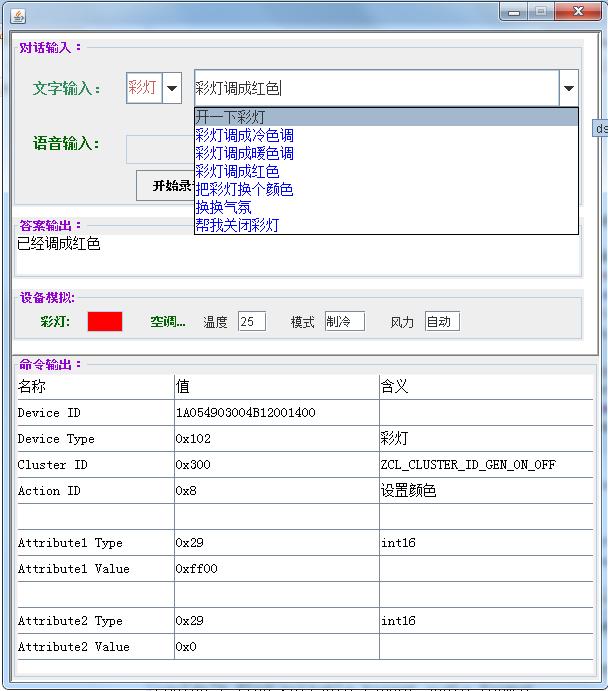 对话输入：
文字输入： 彩灯 彩灯调成红色
开一下彩灯
彩灯调成冷色调
彩灯调成暖色调
彩灯调成红色
把彩灯换个颜色
换换气氛
帮我关闭彩灯
语音输入：
开始录
答案输出：
已经调成红色
设备模拟:
彩灯: 空调... 温度 25 模式 制冷 风力 自动
命令输出：
名称 值 含义
Device ID 1A054903004B12001400
Device Type 0x102 彩灯
Cluster ID 0x300 ZCL_CLUSTER_ID_GEN_ON_OFF
Action ID 0x8 设置颜色
Attribute1 Type 0x29 int16
Attribute1 Value 0xff00
Attribute2 Type 0x29 int16
Attribute2 Value 0x0